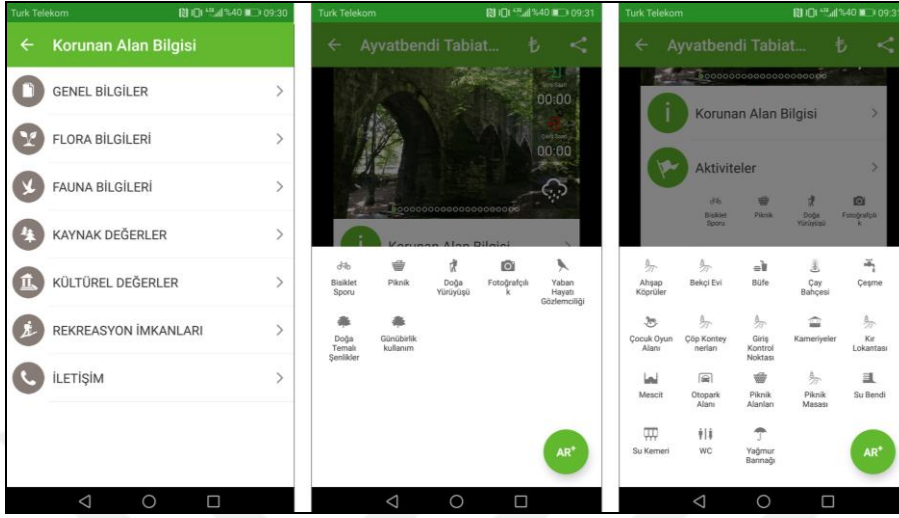 Turk Telekom %40 09:30
Korunan Alan Bilgisi
GENEL BİLGİLER
FLORA BİLGİLERİ
FAUNA BİLGİLERİ
KAYNAK DEĞERLER
KÜLTÜREL DEĞERLER
REKREASYON İMKANLARI
İLETİŞİM
Turk Telekom %40 09:31
Ayvatbendi Tabiat...
00:00
00:00
Korunan Alan Bilgisi
Bisiklet Sporu
Piknik
Doğa Yürüyüşü
Fotoğrafçılı k
Yaban Hayatı Gözlemciliği
Doğa Temalı Şenlikler
Günübirlik kullanım
AR+
Turk Telekom %40 09:31
Ayvatbendi Tabiat...
Korunan Alan Bilgisi
Aktiviteler
Bisiklet Sporu
Piknik
Doğa Yürüyüşü
Fotoğrafçılı k
Ahşap Köprüler
Bekçi Evi
Büfe
Çay Bahçesi
Çeşme
Çocuk Oyun Alanı
Çöp Kontey nerları
Giriş Kontrol Noktası
Kameriyeler
Kır Lokantası
Mescit
Otopark Alanı
Piknik Alanları
Piknik Masası
Su Bendi
Su Kemeri
WC
Yağmur Barınağı
AR+